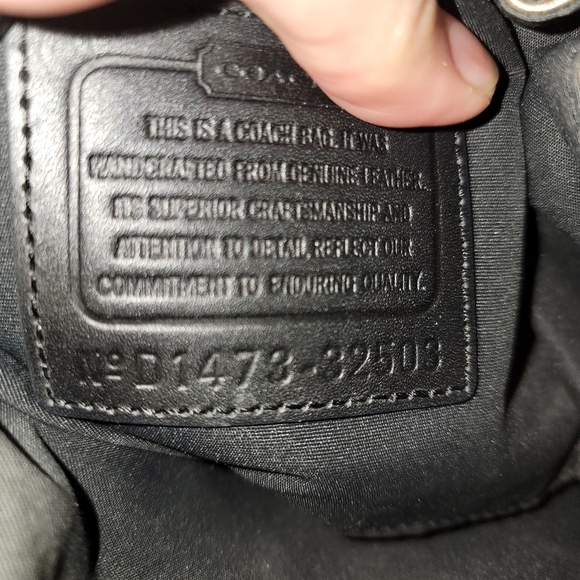 COACH
THIS IS A COACH BAG. IT WAS
HANDCRAFTED FROM GENUINE LEATHER.
ITS SUPERIOR CRAFTSMANSHIP AND
ATTENTION TO DETAIL REFLECT OUR
COMMITMENT TO ENDURING QUALITY.
Nº D1473-32503